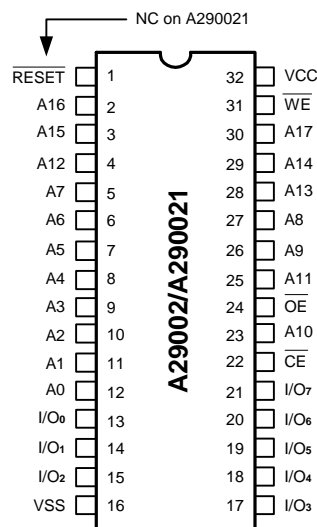 NC on A290021
RESET 1 32 VCC
A16 2 31 WE
A15 3 30 A17
A12 4 29 A14
A7 5 28 A13
A6 6 27 A8
A5 7 26 A9
A4 8 25 A11
A3 9 24 OE
A2 10 23 A10
A1 11 22 CE
A0 12 21 I/O7
I/O0 13 20 I/O6
I/O1 14 19 I/O5
I/O2 15 18 I/O4
VSS 16 17 I/O3
A29002/A290021